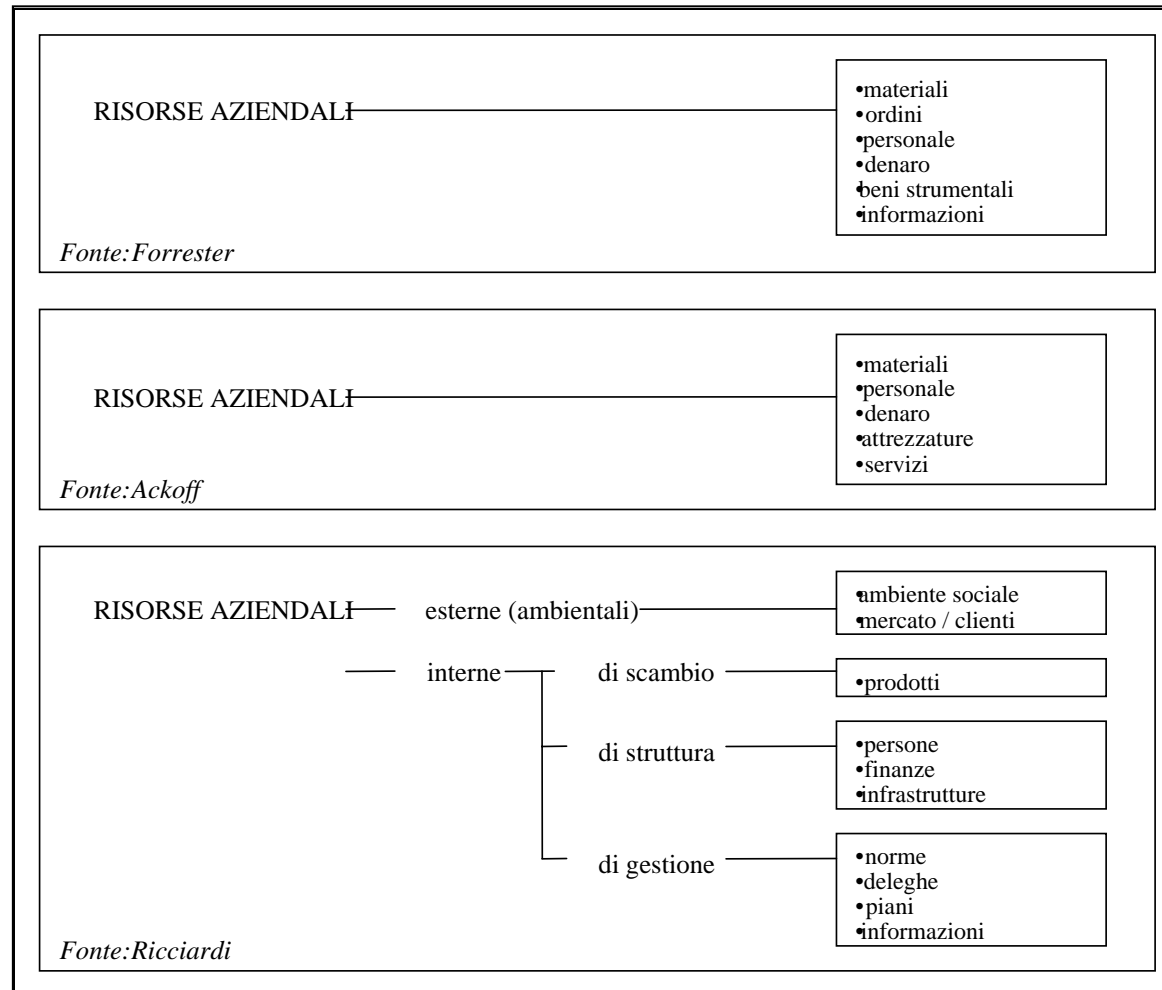 RISORSE AZIENDALI
•materiali
•ordini
•personale
•denaro
•beni strumentali
•informazioni
Fonte:Forrester
RISORSE AZIENDALI
•materiali
•personale
•denaro
•attrezzature
•servizi
Fonte:Ackoff
RISORSE AZIENDALI
esterne (ambientali)
•ambiente sociale
•mercato / clienti
interne
di scambio
•prodotti
di struttura
•persone
•finanze
•infrastrutture
di gestione
•norme
•deleghe
•piani
•informazioni
Fonte:Ricciardi